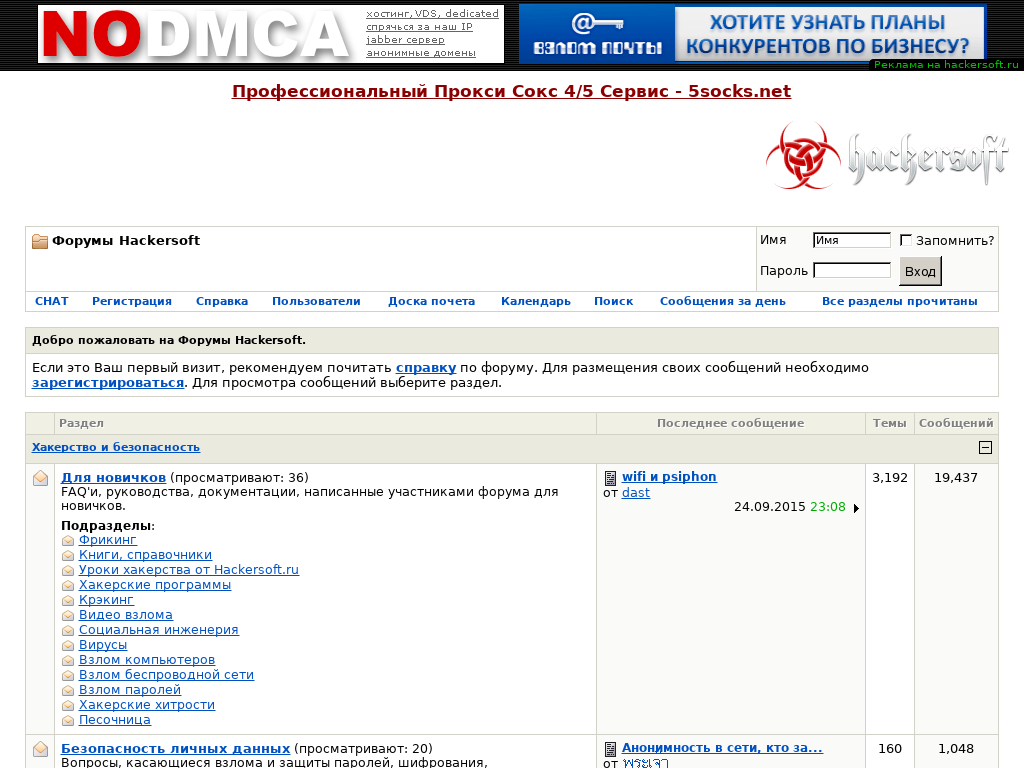 NODMCA
хостинг, VDS, dedicated
спрячься за наш IP
jabber сервер
анонимные домены
@
ВЗЛОМ ПОЧТЫ
ХОТИТЕ УЗНАТЬ ПЛАНЫ
КОНКУРЕНТОВ ПО БИЗНЕСУ?
Реклама на hackersoft.ru
Профессиональный Прокси Сокс 4/5 Сервис - 5socks.net
hackersoft
Форумы Hackersoft
Имя Имя Запомнить?
Пароль Вход
CHAT Регистрация Справка Пользователи Доска почета Календарь Поиск Сообщения за день Все разделы прочитаны
Добро пожаловать на Форумы Hackersoft.
Если это Ваш первый визит, рекомендуем почитать справку по форуму. Для размещения своих сообщений необходимо
зарегистрироваться. Для просмотра сообщений выберите раздел.
Раздел Последнее сообщение Темы Сообщений
Хакерство и безопасность
Для новичков (просматривают: 36) wifi и psiphon 3,192 19,437
FAQ'и, руководства, документации, написанные участниками форума для от dast
новичков. 24.09.2015 23:08
Подразделы:
Фрикинг
Книги, справочники
Уроки хакерства от Hackersoft.ru
Хакерские программы
Крэкинг
Видео взлома
Социальная инженерия
Вирусы
Взлом компьютеров
Взлом беспроводной сети
Взлом паролей
Хакерские хитрости
Песочница
Безопасность личных данных (просматривают: 20) Анонимность в сети, кто за... 160 1,048
Вопросы, касающиеся взлома и защиты паролей, шифрования, от พระเจ้า